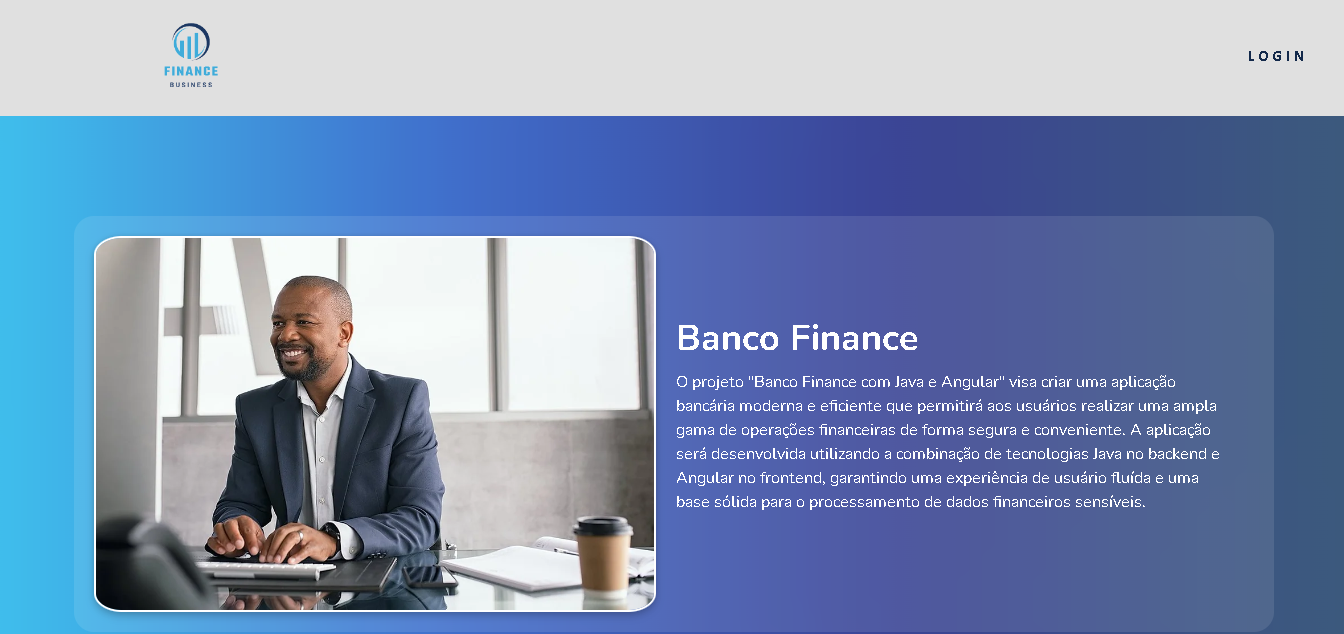 FINANCE
BUSINESS
LOGIN
Banco Finance
O projeto "Banco Finance com Java e Angular" visa criar uma aplicação
bancária moderna e eficiente que permitirá aos usuários realizar uma ampla
gama de operações financeiras de forma segura e conveniente. A aplicação
será desenvolvida utilizando a combinação de tecnologias Java no backend e
Angular no frontend, garantindo uma experiência de usuário fluída e uma
base sólida para o processamento de dados financeiros sensíveis.